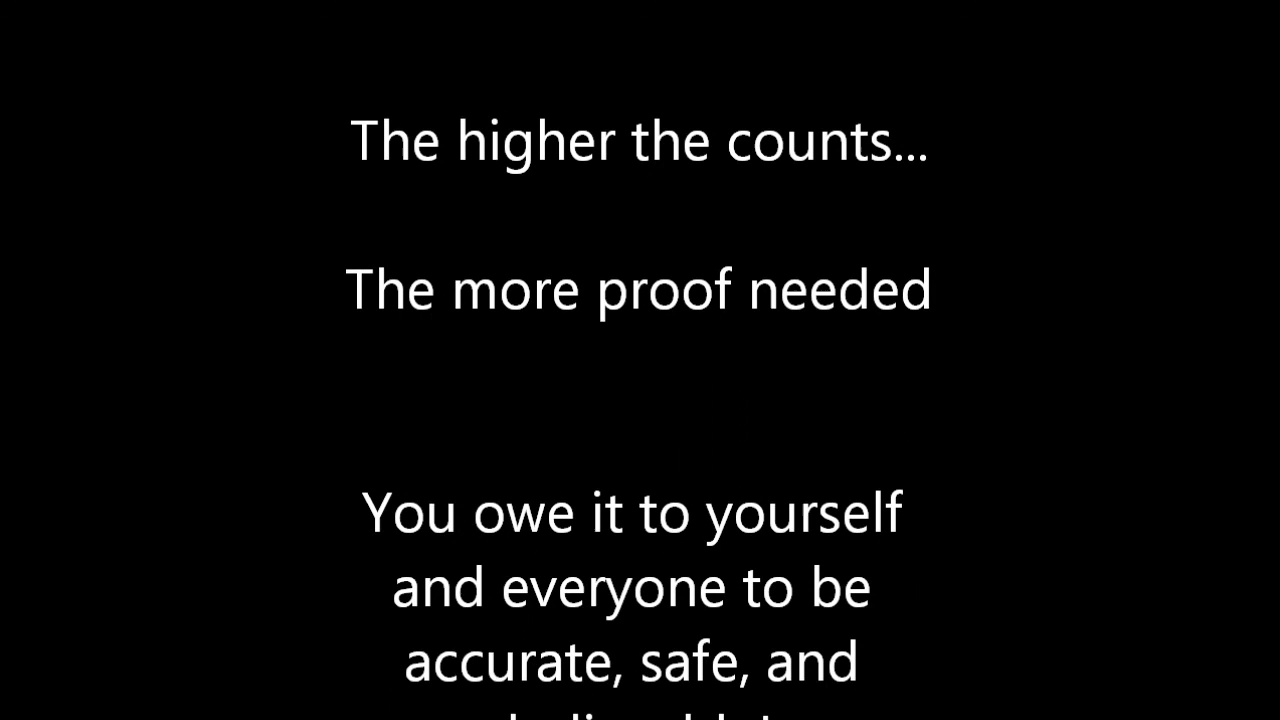 The higher the counts...
The more proof needed
You owe it to yourself
and everyone to be
accurate, safe, and